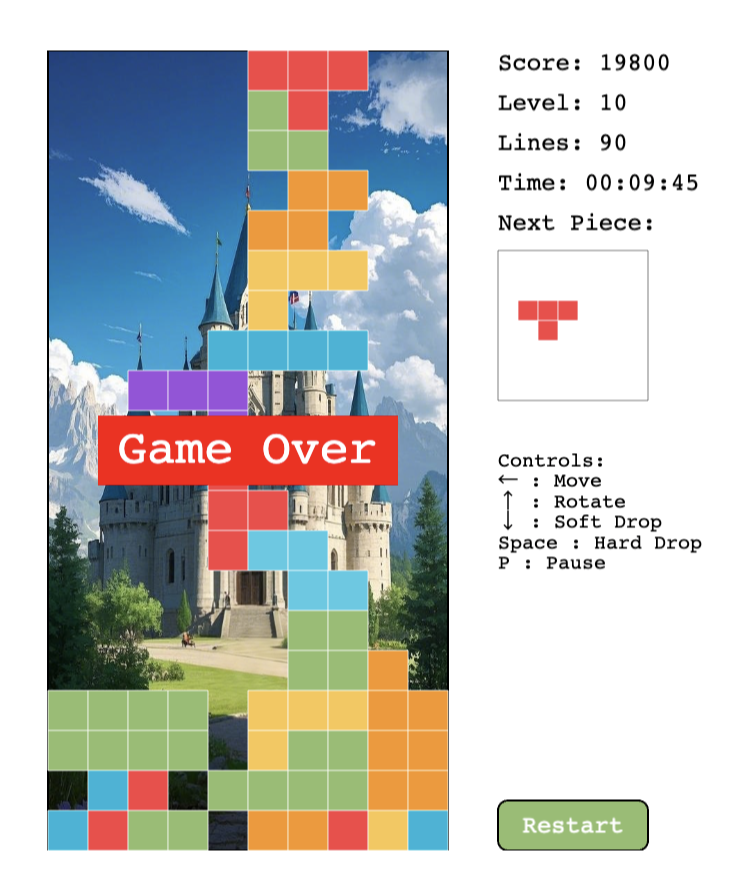 Score: 19800
Level: 10
Lines: 90
Time: 00:09:45
Next Piece:
Game Over
Controls:
← : Move
↑ : Rotate
↓ : Soft Drop
Space : Hard Drop
P : Pause
Restart